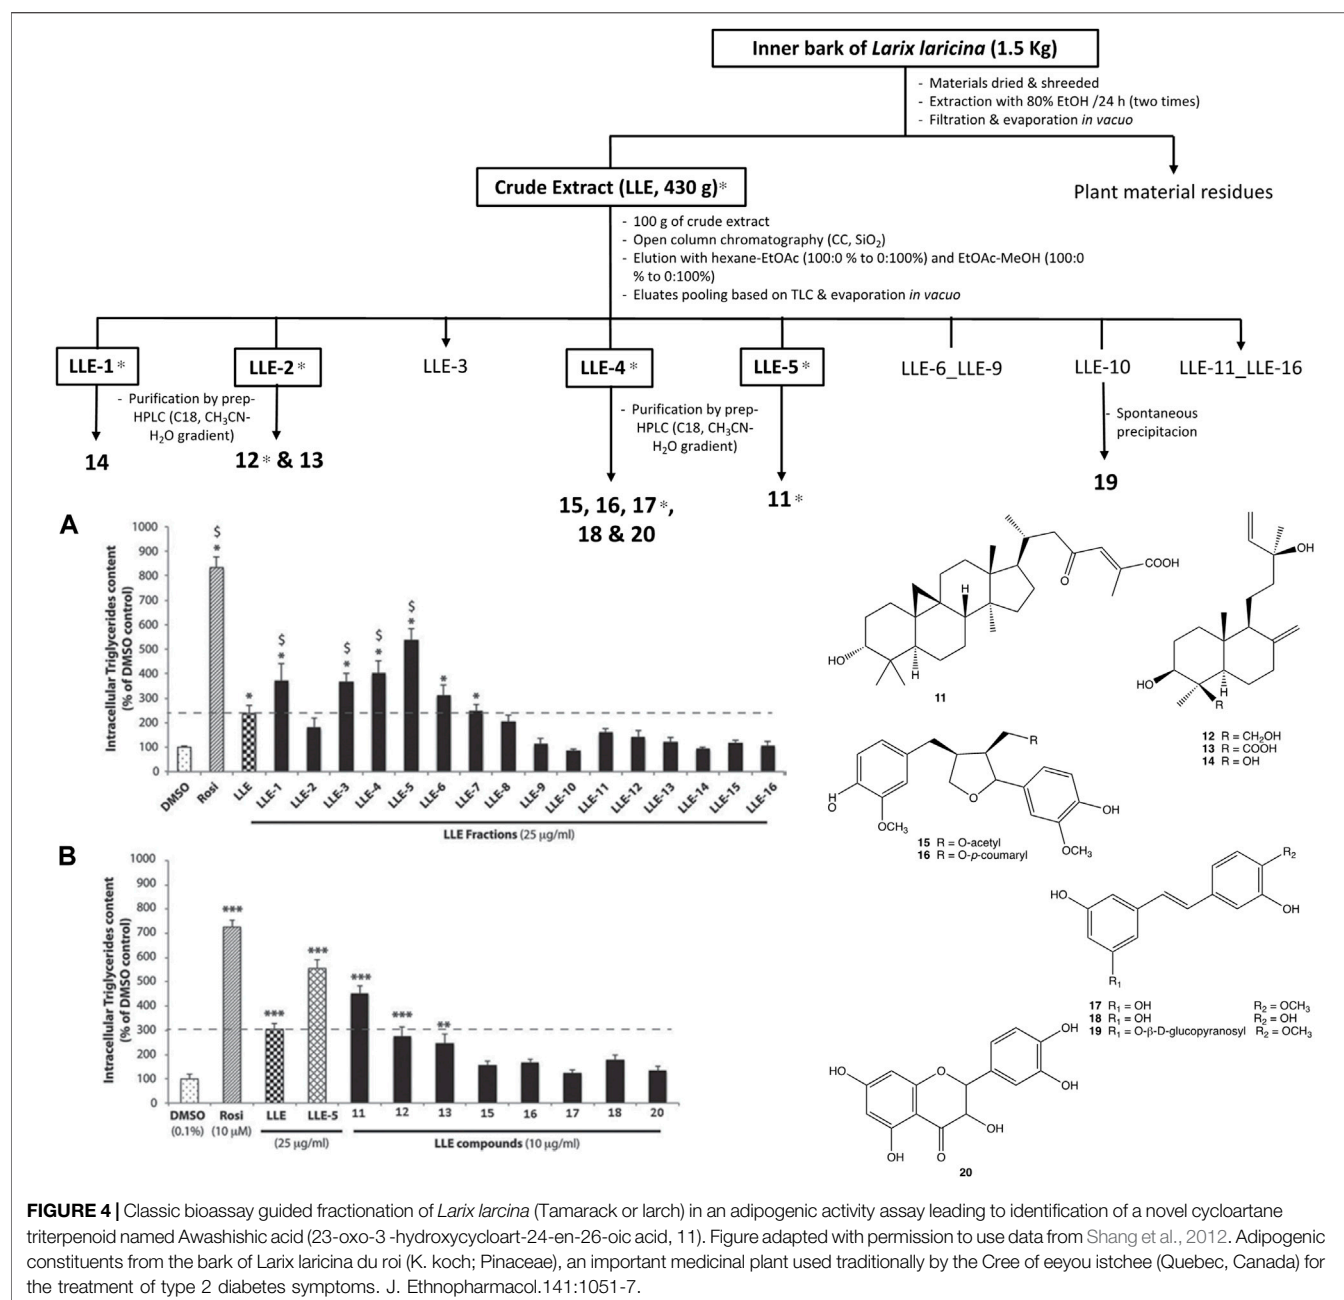 Inner bark of Larix laricina (1.5 Kg)
- Materials dried & shreeded
- Extraction with 80% EtOH /24 h (two times)
- Filtration & evaporation in vacuo
Crude Extract (LLE, 430 g)*
Plant material residues
- 100 g of crude extract
- Open column chromatography (CC, SiO2)
- Elution with hexane-EtOAc (100:0 % to 0:100%) and EtOAc-MeOH (100:0
% to 0:100%)
- Eluates pooling based on TLC & evaporation in vacuo
LLE-1 *
LLE-2 *
LLE-3
LLE-4 *
LLE-5 *
LLE-6_LLE-9
LLE-10
LLE-11_LLE-16
- Purification by prep-
HPLC (C18, CH3CN-
H2O gradient)
- Purification by prep-
HPLC (C18, CH3CN-
H2O gradient)
- Spontaneous
precipitacion
14
12 * & 13
15, 16, 17 *,
18 & 20
11 *
19
A
Intracellular Triglycerides content
(% of DMSO control)
1000
900
800
700
600
500
400
300
200
100
0
*
$
*
$
*
$
*
$
*
$
*
*
*
DMSO
Rosi
LLE
LLE-1
LLE-2
LLE-3
LLE-4
LLE-5
LLE-6
LLE-7
LLE-8
LLE-9
LLE-10
LLE-11
LLE-12
LLE-13
LLE-14
LLE-15
LLE-16
LLE Fractions (25 µg/ml)
B
Intracellular Triglycerides content
(% of DMSO control)
1000
900
800
700
600
500
400
300
200
100
0
***
***
***
***
***
**
DMSO
(0.1%)
Rosi
(10 µM)
LLE
LLE-5
(25 µg/ml)
11
12
13
15
16
17
18
20
LLE compounds (10 µg/ml)
HO
H
H
O
COOH
11
OH
HO
H
R
12 R = CH2OH
13 R = COOH
14 R = OH
R
H
O
OCH3
O
OH
OCH3
15 R = O-acetyl
16 R = O-p-coumaryl
HO
R1
R2
OH
17 R1 = OH R2 = OCH3
18 R1 = OH R2 = OH
19 R1 = O-β-D-glucopyranosyl R2 = OCH3
HO
O
OH
OH
OH
OH
O
20
FIGURE 4 | Classic bioassay guided fractionation of Larix larcina (Tamarack or larch) in an adipogenic activity assay leading to identification of a novel cycloartane
triterpenoid named Awashishic acid (23-oxo-3 -hydroxycycloart-24-en-26-oic acid, 11). Figure adapted with permission to use data from Shang et al., 2012. Adipogenic
constituents from the bark of Larix laricina du roi (K. koch; Pinaceae), an important medicinal plant used traditionally by the Cree of eeyou istchee (Quebec, Canada) for
the treatment of type 2 diabetes symptoms. J. Ethnopharmacol.141:1051-7.